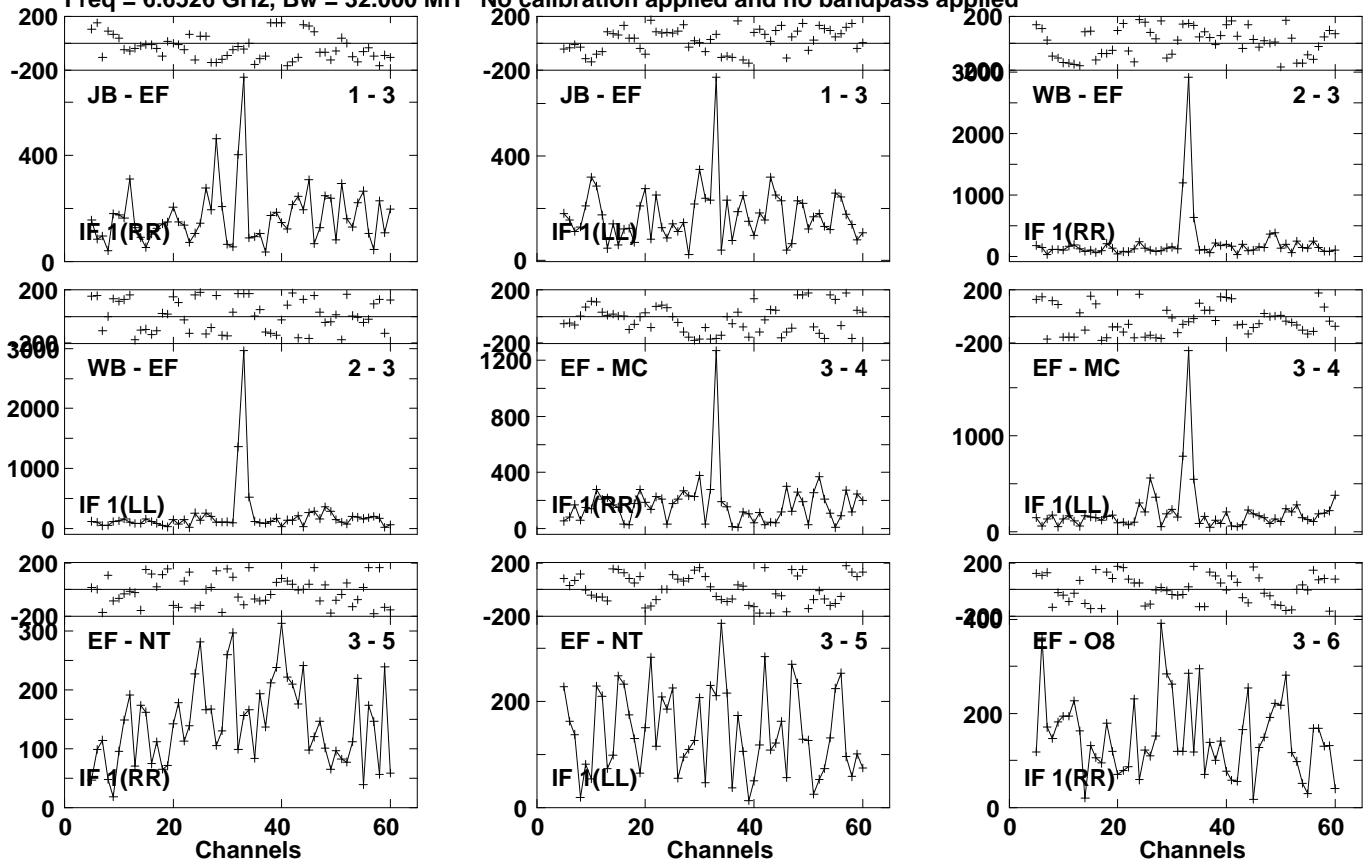 Freq = 6.6526 GHz, Bw = 32.000 MH No calibration applied and no bandpass applied
200
-200
JB - EF 1 - 3
400
0
IF 1(RR)
200
-200
JB - EF 1 - 3
400
0
IF 1(LL)
200
-200
3000
WB - EF 2 - 3
2000
1000
0
IF 1(RR)
200
-200
3000
WB - EF 2 - 3
2000
1000
0
IF 1(LL)
200
-200
1200
EF - MC 3 - 4
800
400
0
IF 1(RR)
200
-200
EF - MC 3 - 4
1000
0
IF 1(LL)
200
-200
300
EF - NT 3 - 5
200
100
0
IF 1(RR)
0 20 40 60
Channels
200
-200
EF - NT 3 - 5
200
0
IF 1(LL)
0 20 40 60
Channels
200
-200
400
EF - O8 3 - 6
200
0
IF 1(RR)
0 20 40 60
Channels